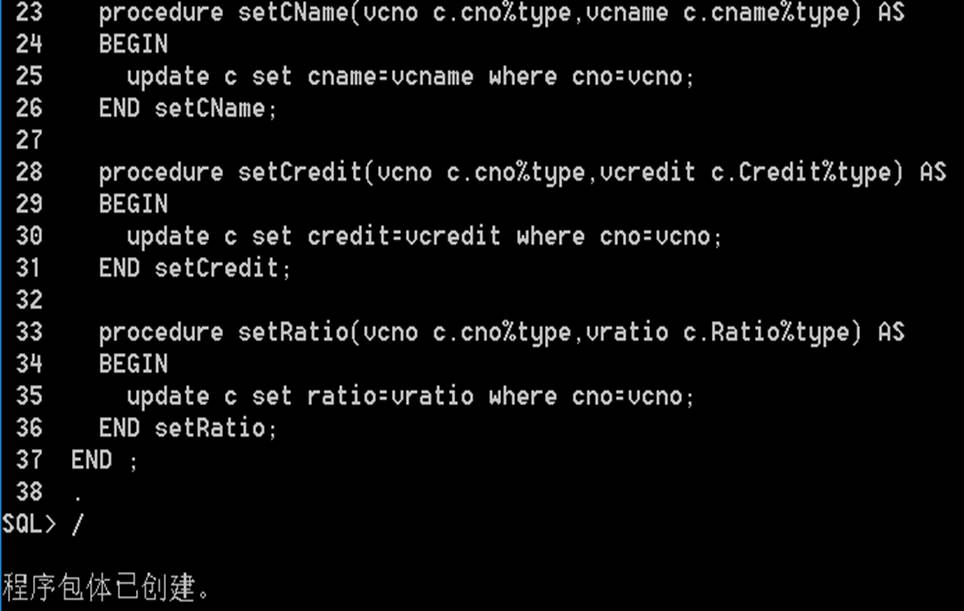 23    procedure setCName(vcno c.cno%type,vcname c.cname%type) AS
24    BEGIN
25      update c set cname=vcname where cno=vcno;
26    END setCName;
27
28    procedure setCredit(vcno c.cno%type,vcredit c.Credit%type) AS
29    BEGIN
30      update c set credit=vcredit where cno=vcno;
31    END setCredit;
32
33    procedure setRatio(vcno c.cno%type,vratio c.Ratio%type) AS
34    BEGIN
35      update c set ratio=vratio where cno=vcno;
36    END setRatio;
37  END ;
38  .
SQL> /
程序包体已创建。